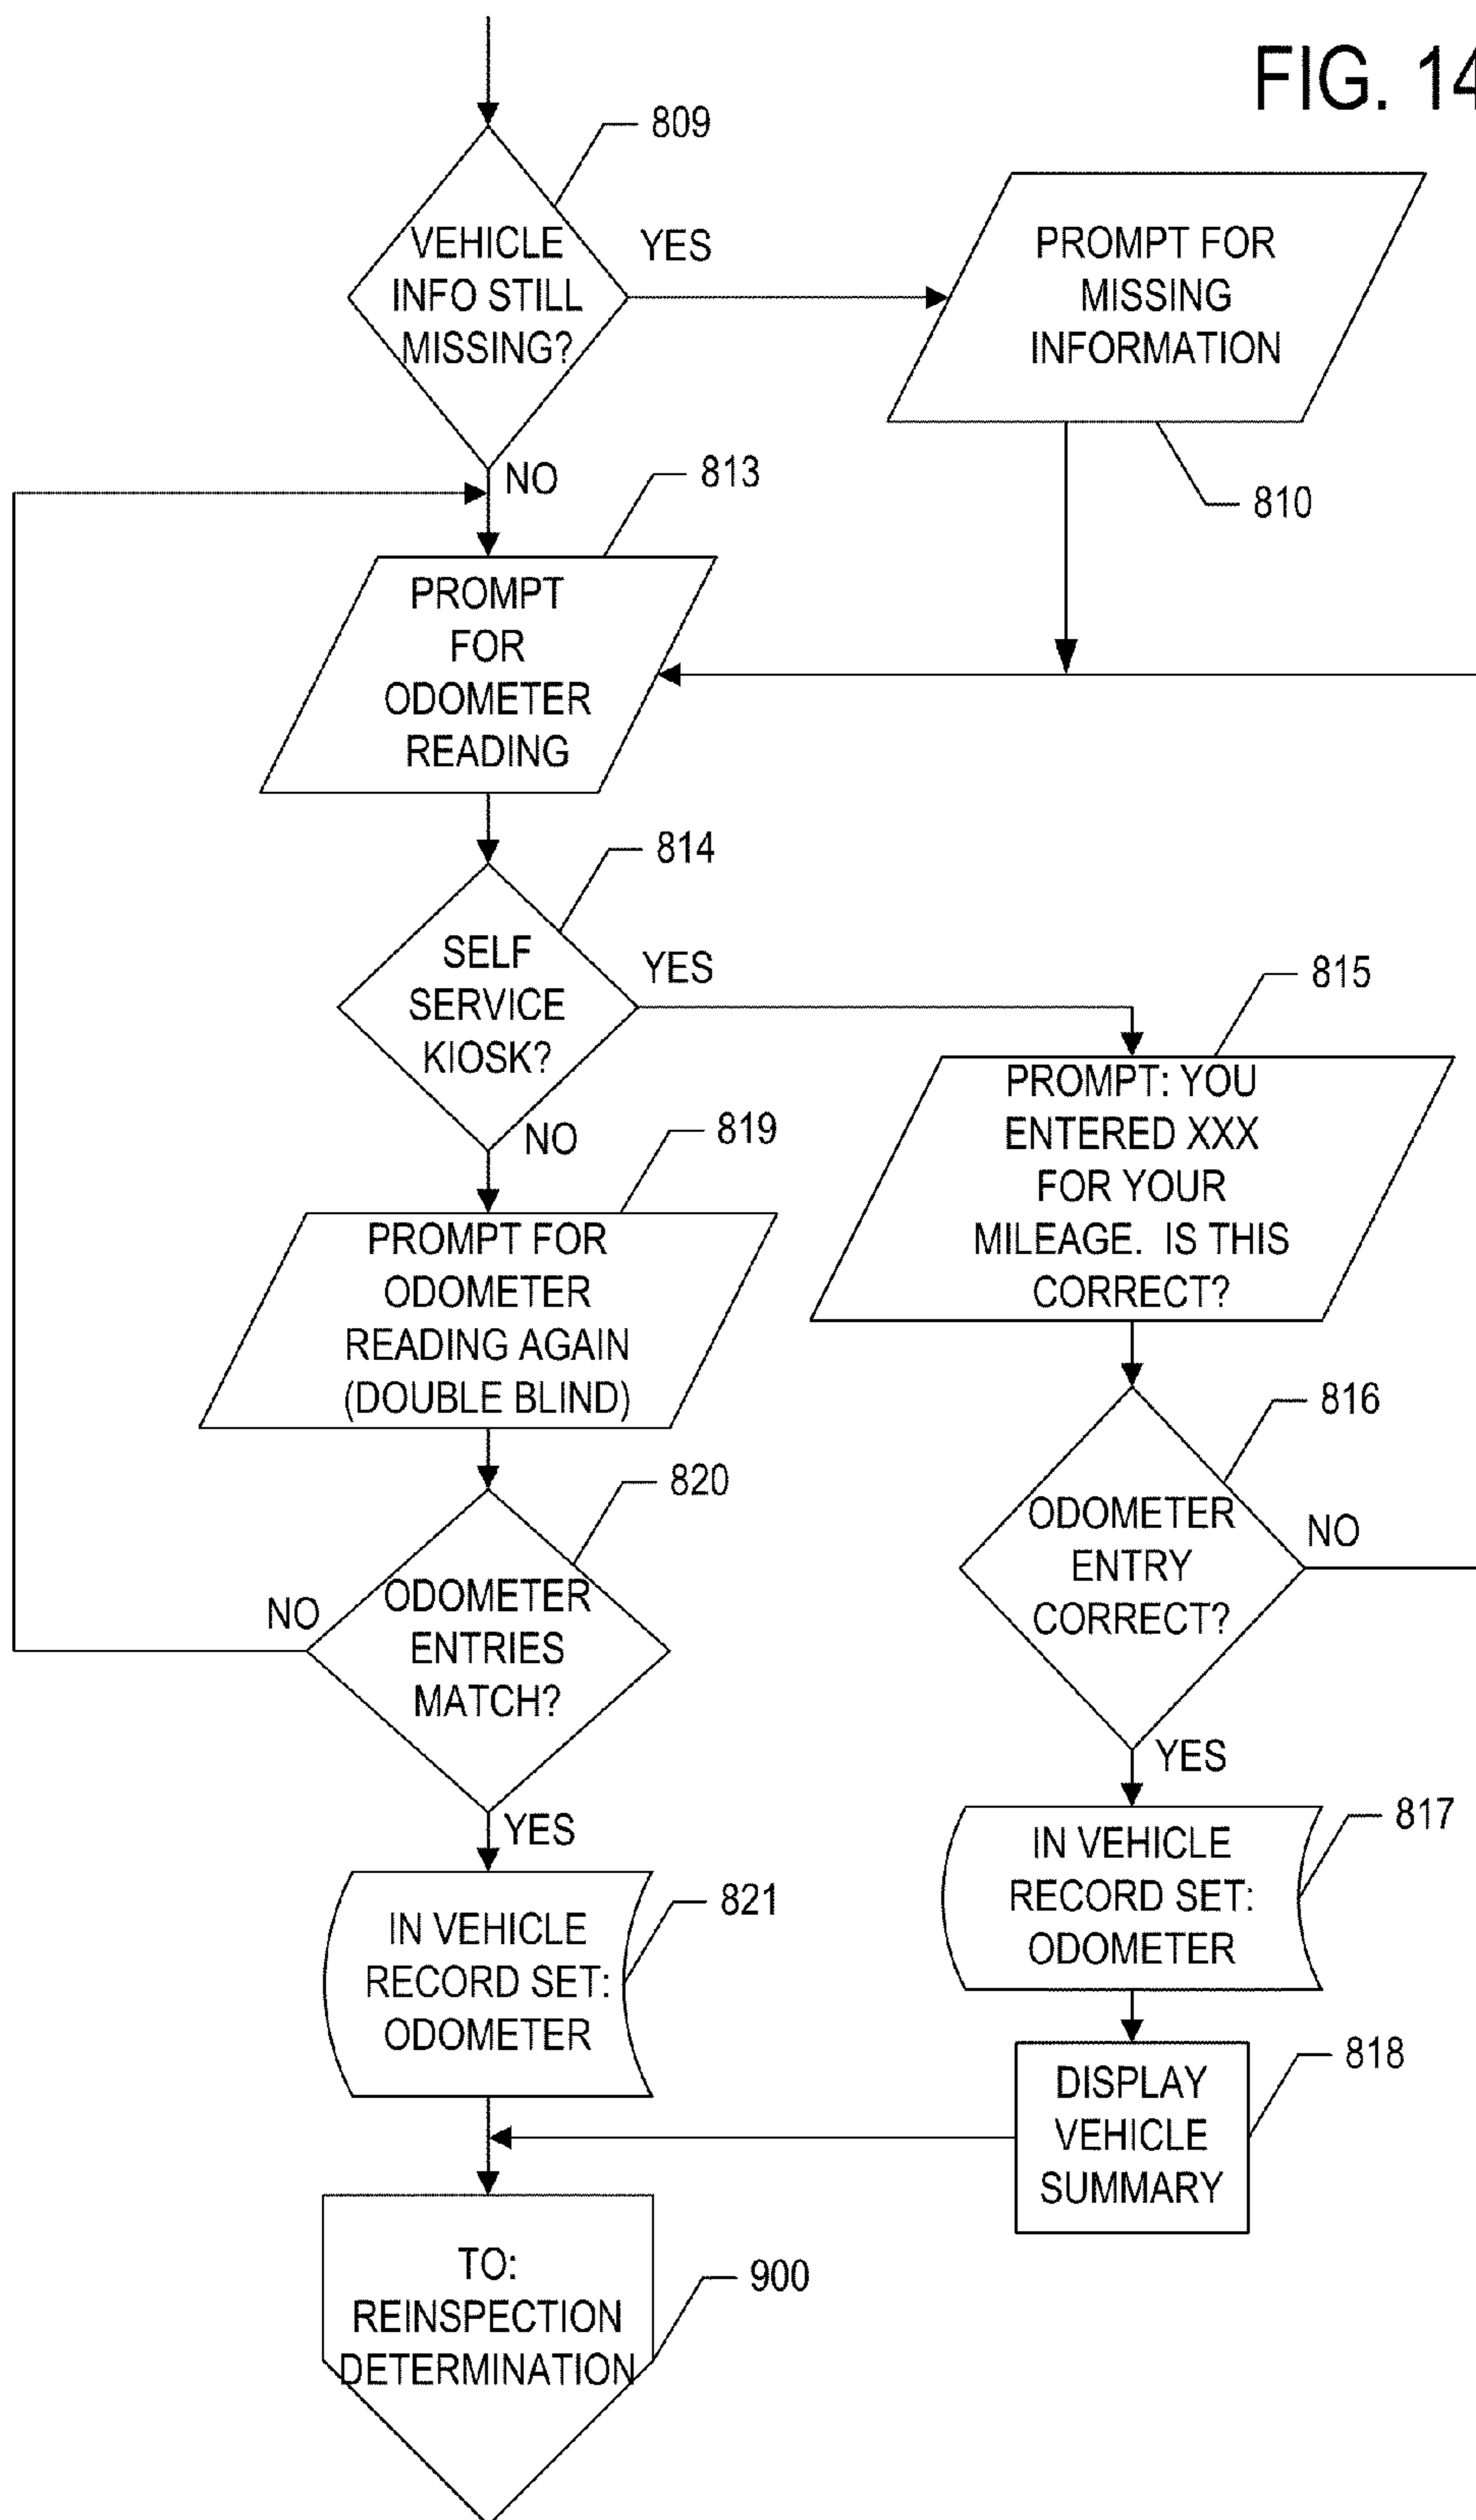 FIG. 14
809
VEHICLE
INFO STILL
MISSING?
YES
PROMPT FOR
MISSING
INFORMATION
810
NO
813
PROMPT
FOR
ODOMETER
READING
814
SELF
SERVICE
KIOSK?
YES
815
PROMPT: YOU
ENTERED XXX
FOR YOUR
MILEAGE. IS THIS
CORRECT?
NO
819
PROMPT FOR
ODOMETER
READING AGAIN
(DOUBLE BLIND)
816
ODOMETER
ENTRY
CORRECT?
NO
820
ODOMETER
ENTRIES
MATCH?
NO
YES
817
IN VEHICLE
RECORD SET:
ODOMETER
YES
821
IN VEHICLE
RECORD SET:
ODOMETER
818
DISPLAY
VEHICLE
SUMMARY
900
TO:
REINSPECTION
DETERMINATION